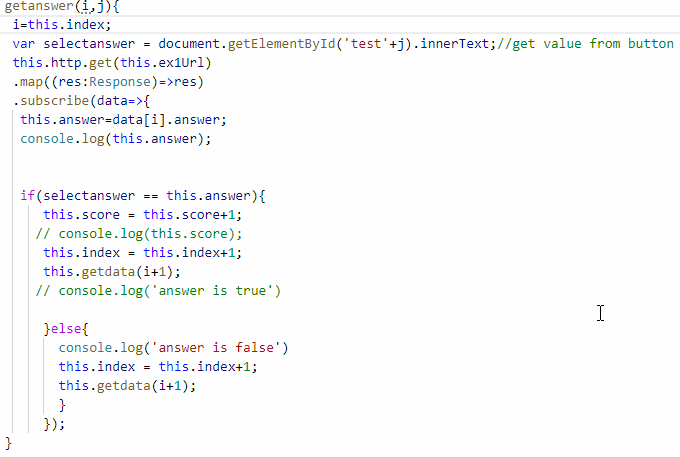 getanswer(i,j){
i=this.index;
var selectanswer = document.getElementById('test'+j).innerText;//get value from button
this.http.get(this.ex1Url)
.map((res:Response)=>res)
.subscribe(data=>{
this.answer=data[i].answer;
console.log(this.answer);
if(selectanswer == this.answer){
this.score = this.score+1;
// console.log(this.score);
this.index = this.index+1;
this.getdata(i+1);
// console.log('answer is true')
}else{
console.log('answer is false')
this.index = this.index+1;
this.getdata(i+1);
}
});
}